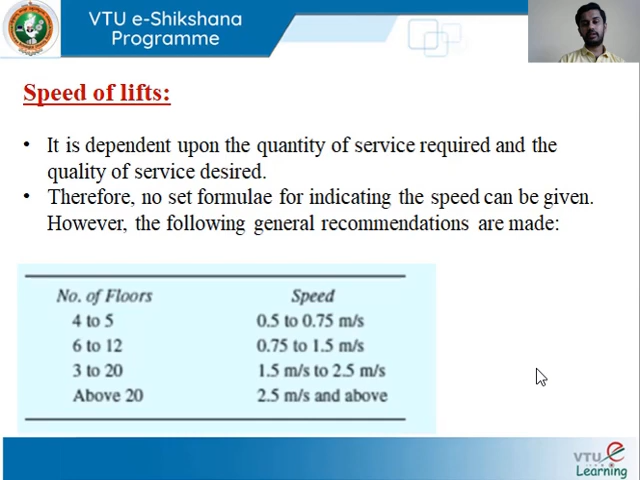 VTU e-Shikshana
Programme
Speed of lifts:
• It is dependent upon the quantity of service required and the
quality of service desired.
• Therefore, no set formulae for indicating the speed can be given.
However, the following general recommendations are made:
No. of Floors Speed
4 to 5 0.5 to 0.75 m/s
6 to 12 0.75 to 1.5 m/s
3 to 20 1.5 m/s to 2.5 m/s
Above 20 2.5 m/s and above
VTU e
Learning